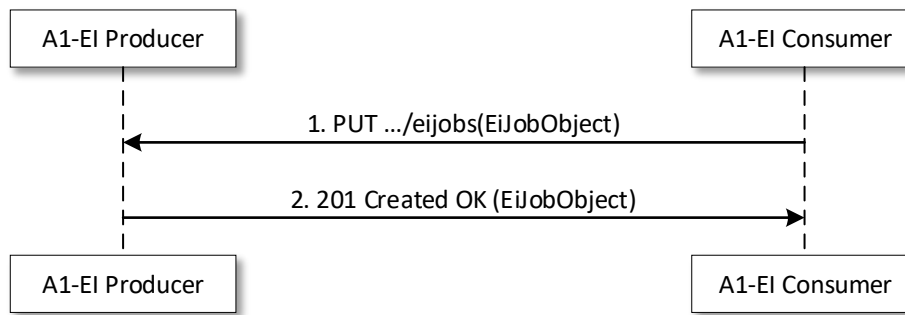 A1-EI Producer
A1-EI Consumer
1. PUT .../eijobs(EiJobObject)
2. 201 Created OK (EiJobObject)
A1-EI Producer
A1-EI Consumer